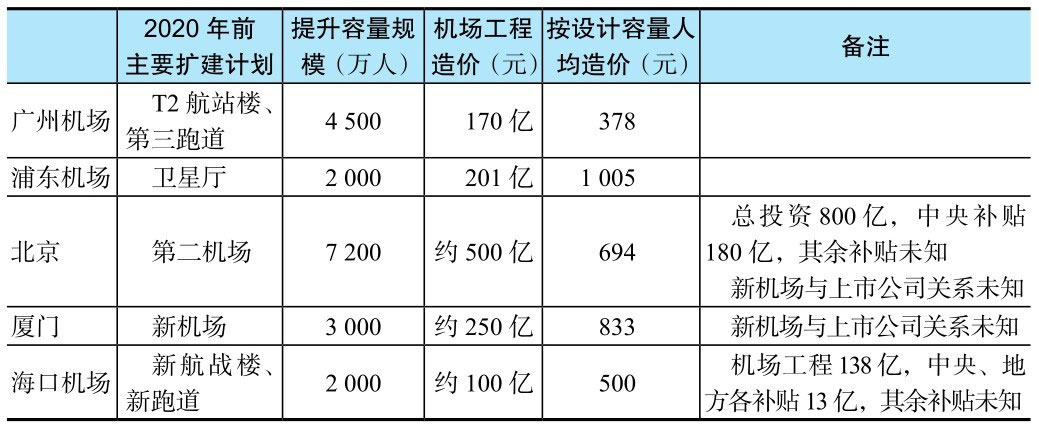 2020 年前
主要扩建计划
提升容量规
模（万人）
机场工程
造价（元）
按设计容量人
均造价（元）
备注
广州机场
T2 航站楼、
第三跑道
4 500
170 亿
378
浦东机场
卫星厅
2 000
201 亿
1 005
北京
第二机场
7 200
约 500 亿
694
总投资 800 亿，中央补贴
180 亿，其余补贴未知
新机场与上市公司关系未知
厦门
新机场
3 000
约 250 亿
833
新机场与上市公司关系未知
海口机场
新航战楼、
新跑道
2 000
约 100 亿
500
机场工程 138 亿，中央、地
方各补贴 13 亿，其余补贴未知